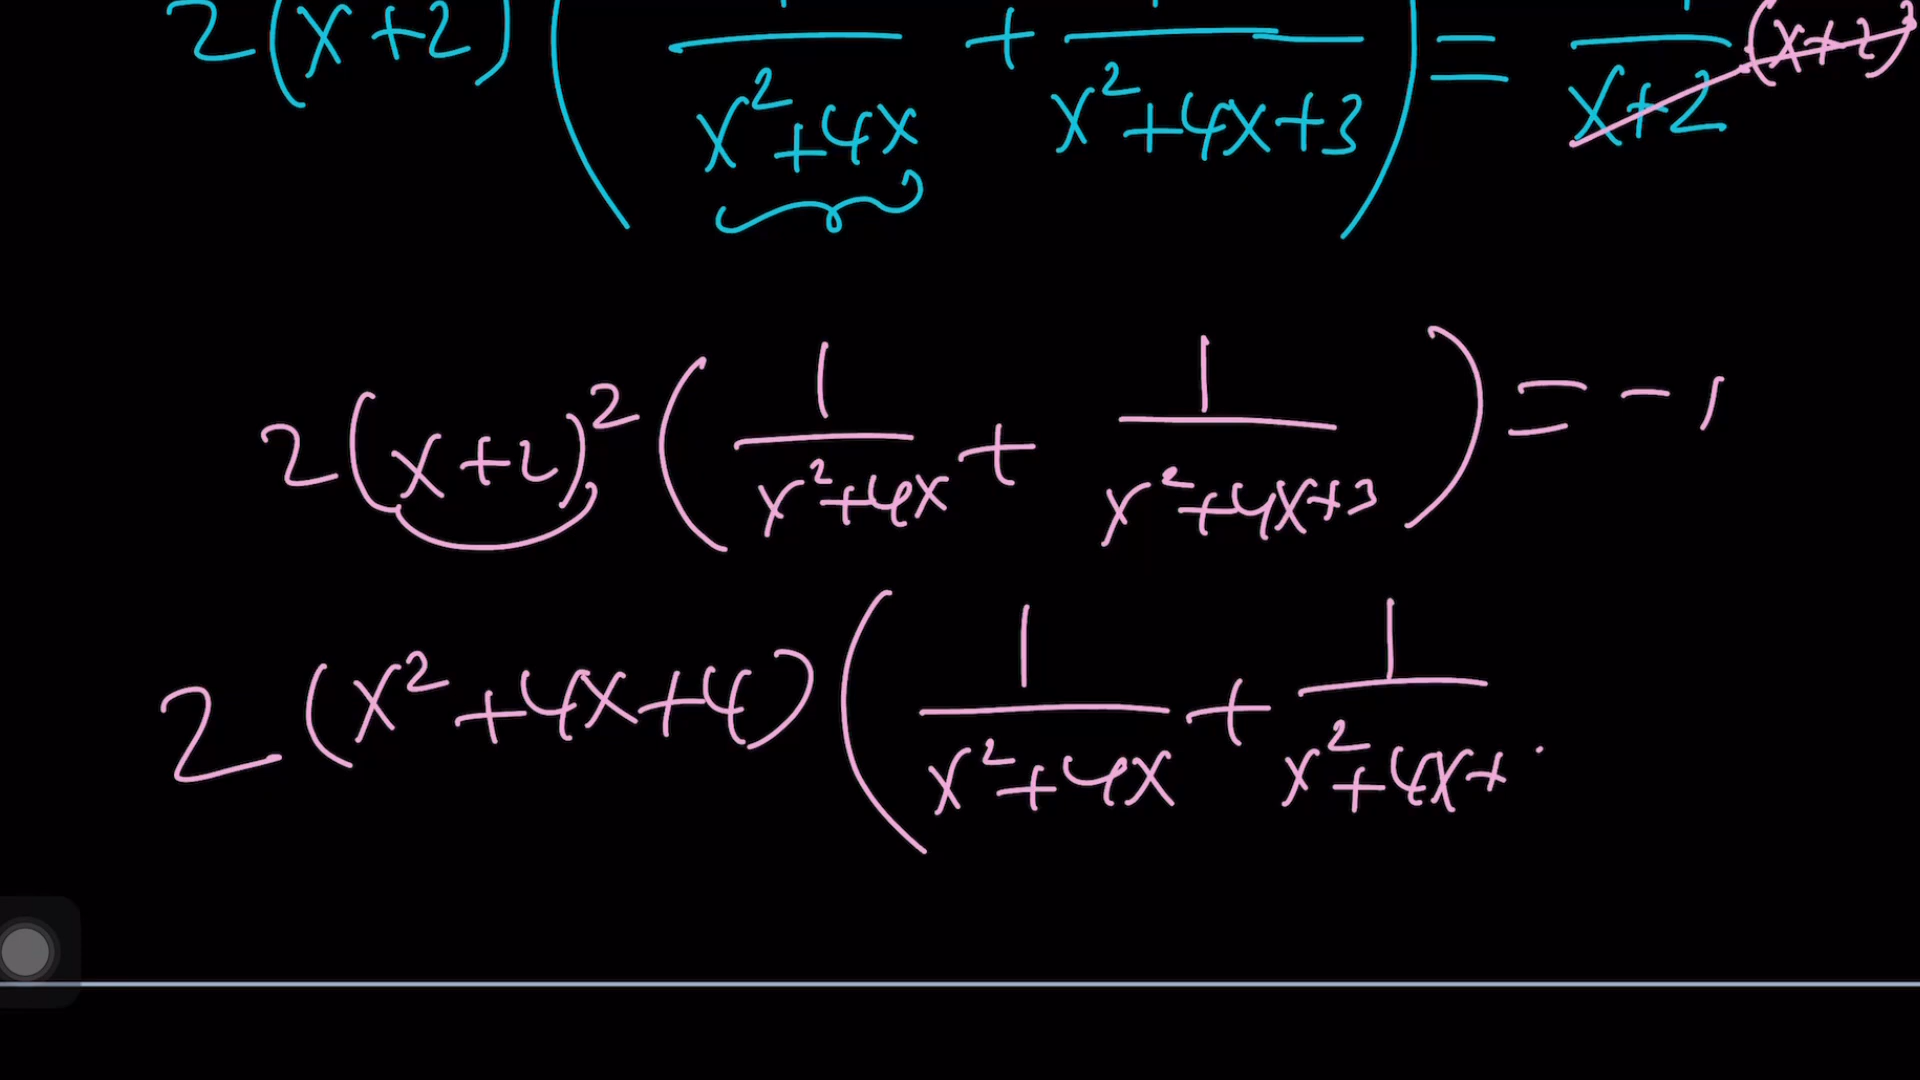 2(x+2) ( 1/(x²+4x) + 1/(x²+4x+3) ) = 1/(x+2) (x+2)
2(x+2)² ( 1/(x²+4x) + 1/(x²+4x+3) ) = -1
2(x²+4x+4) ( 1/(x²+4x) + 1/(x²+4x+